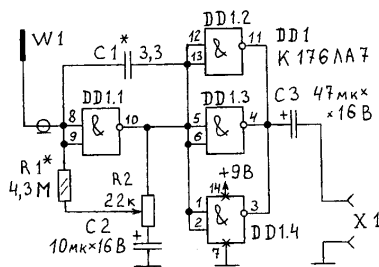 W1
C1* 3,3
DD1.2
12
13
11
&
DD1
К176ЛА7
DD1.1
8
9
10
&
DD1.3
5
6
4
&
C3 47мк×
×16В
+
R1*
4,3М
R2
22к
C2
+
10мк×16В
+9В
14
1
2
3
&
7
DD1.4
X1